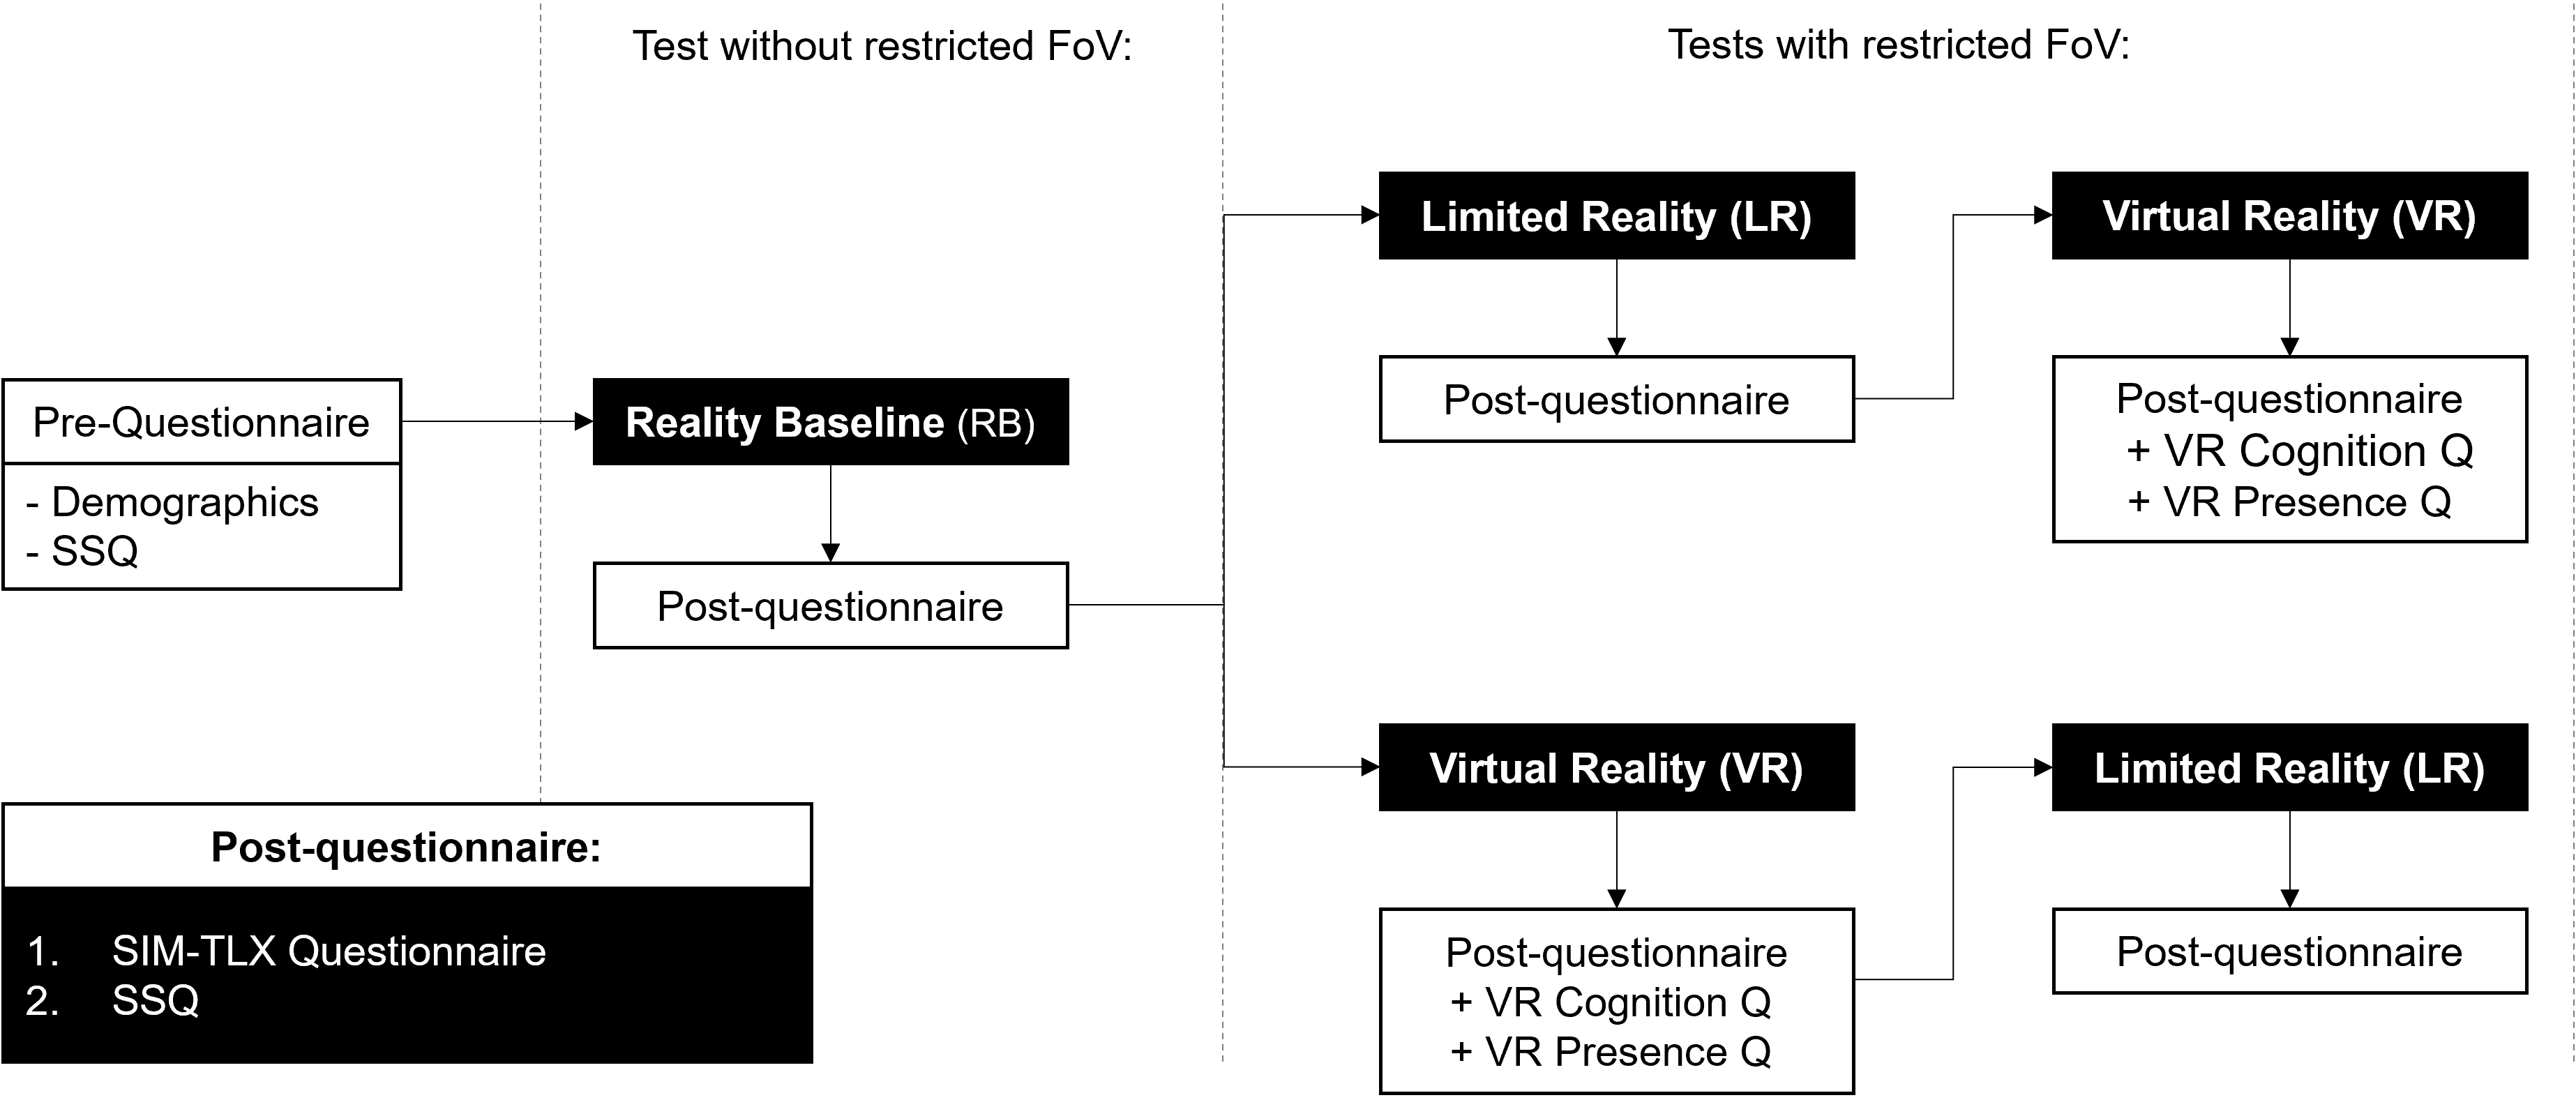 Test without restricted FoV:
Tests with restricted FoV:
Pre-Questionnaire
- Demographics
- SSQ
Reality Baseline (RB)
Post-questionnaire
Limited Reality (LR)
Post-questionnaire
Virtual Reality (VR)
Post-questionnaire
+ VR Cognition Q
+ VR Presence Q
Virtual Reality (VR)
Post-questionnaire
+ VR Cognition Q
+ VR Presence Q
Limited Reality (LR)
Post-questionnaire
Post-questionnaire:
1. SIM-TLX Questionnaire
2. SSQ